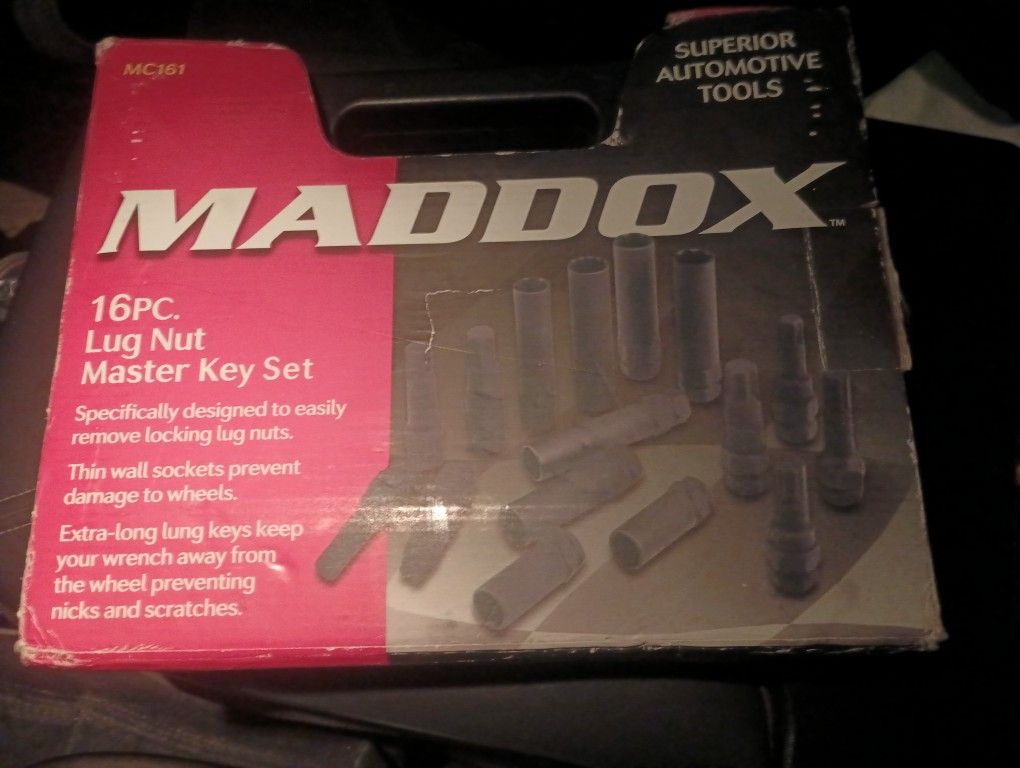 MC161
SUPERIOR
AUTOMOTIVE
TOOLS
MADDOX™
16PC.
Lug Nut
Master Key Set
Specifically designed to easily
remove locking lug nuts.
Thin wall sockets prevent
damage to wheels.
Extra-long lung keys keep
your wrench away from
the wheel preventing
nicks and scratches.